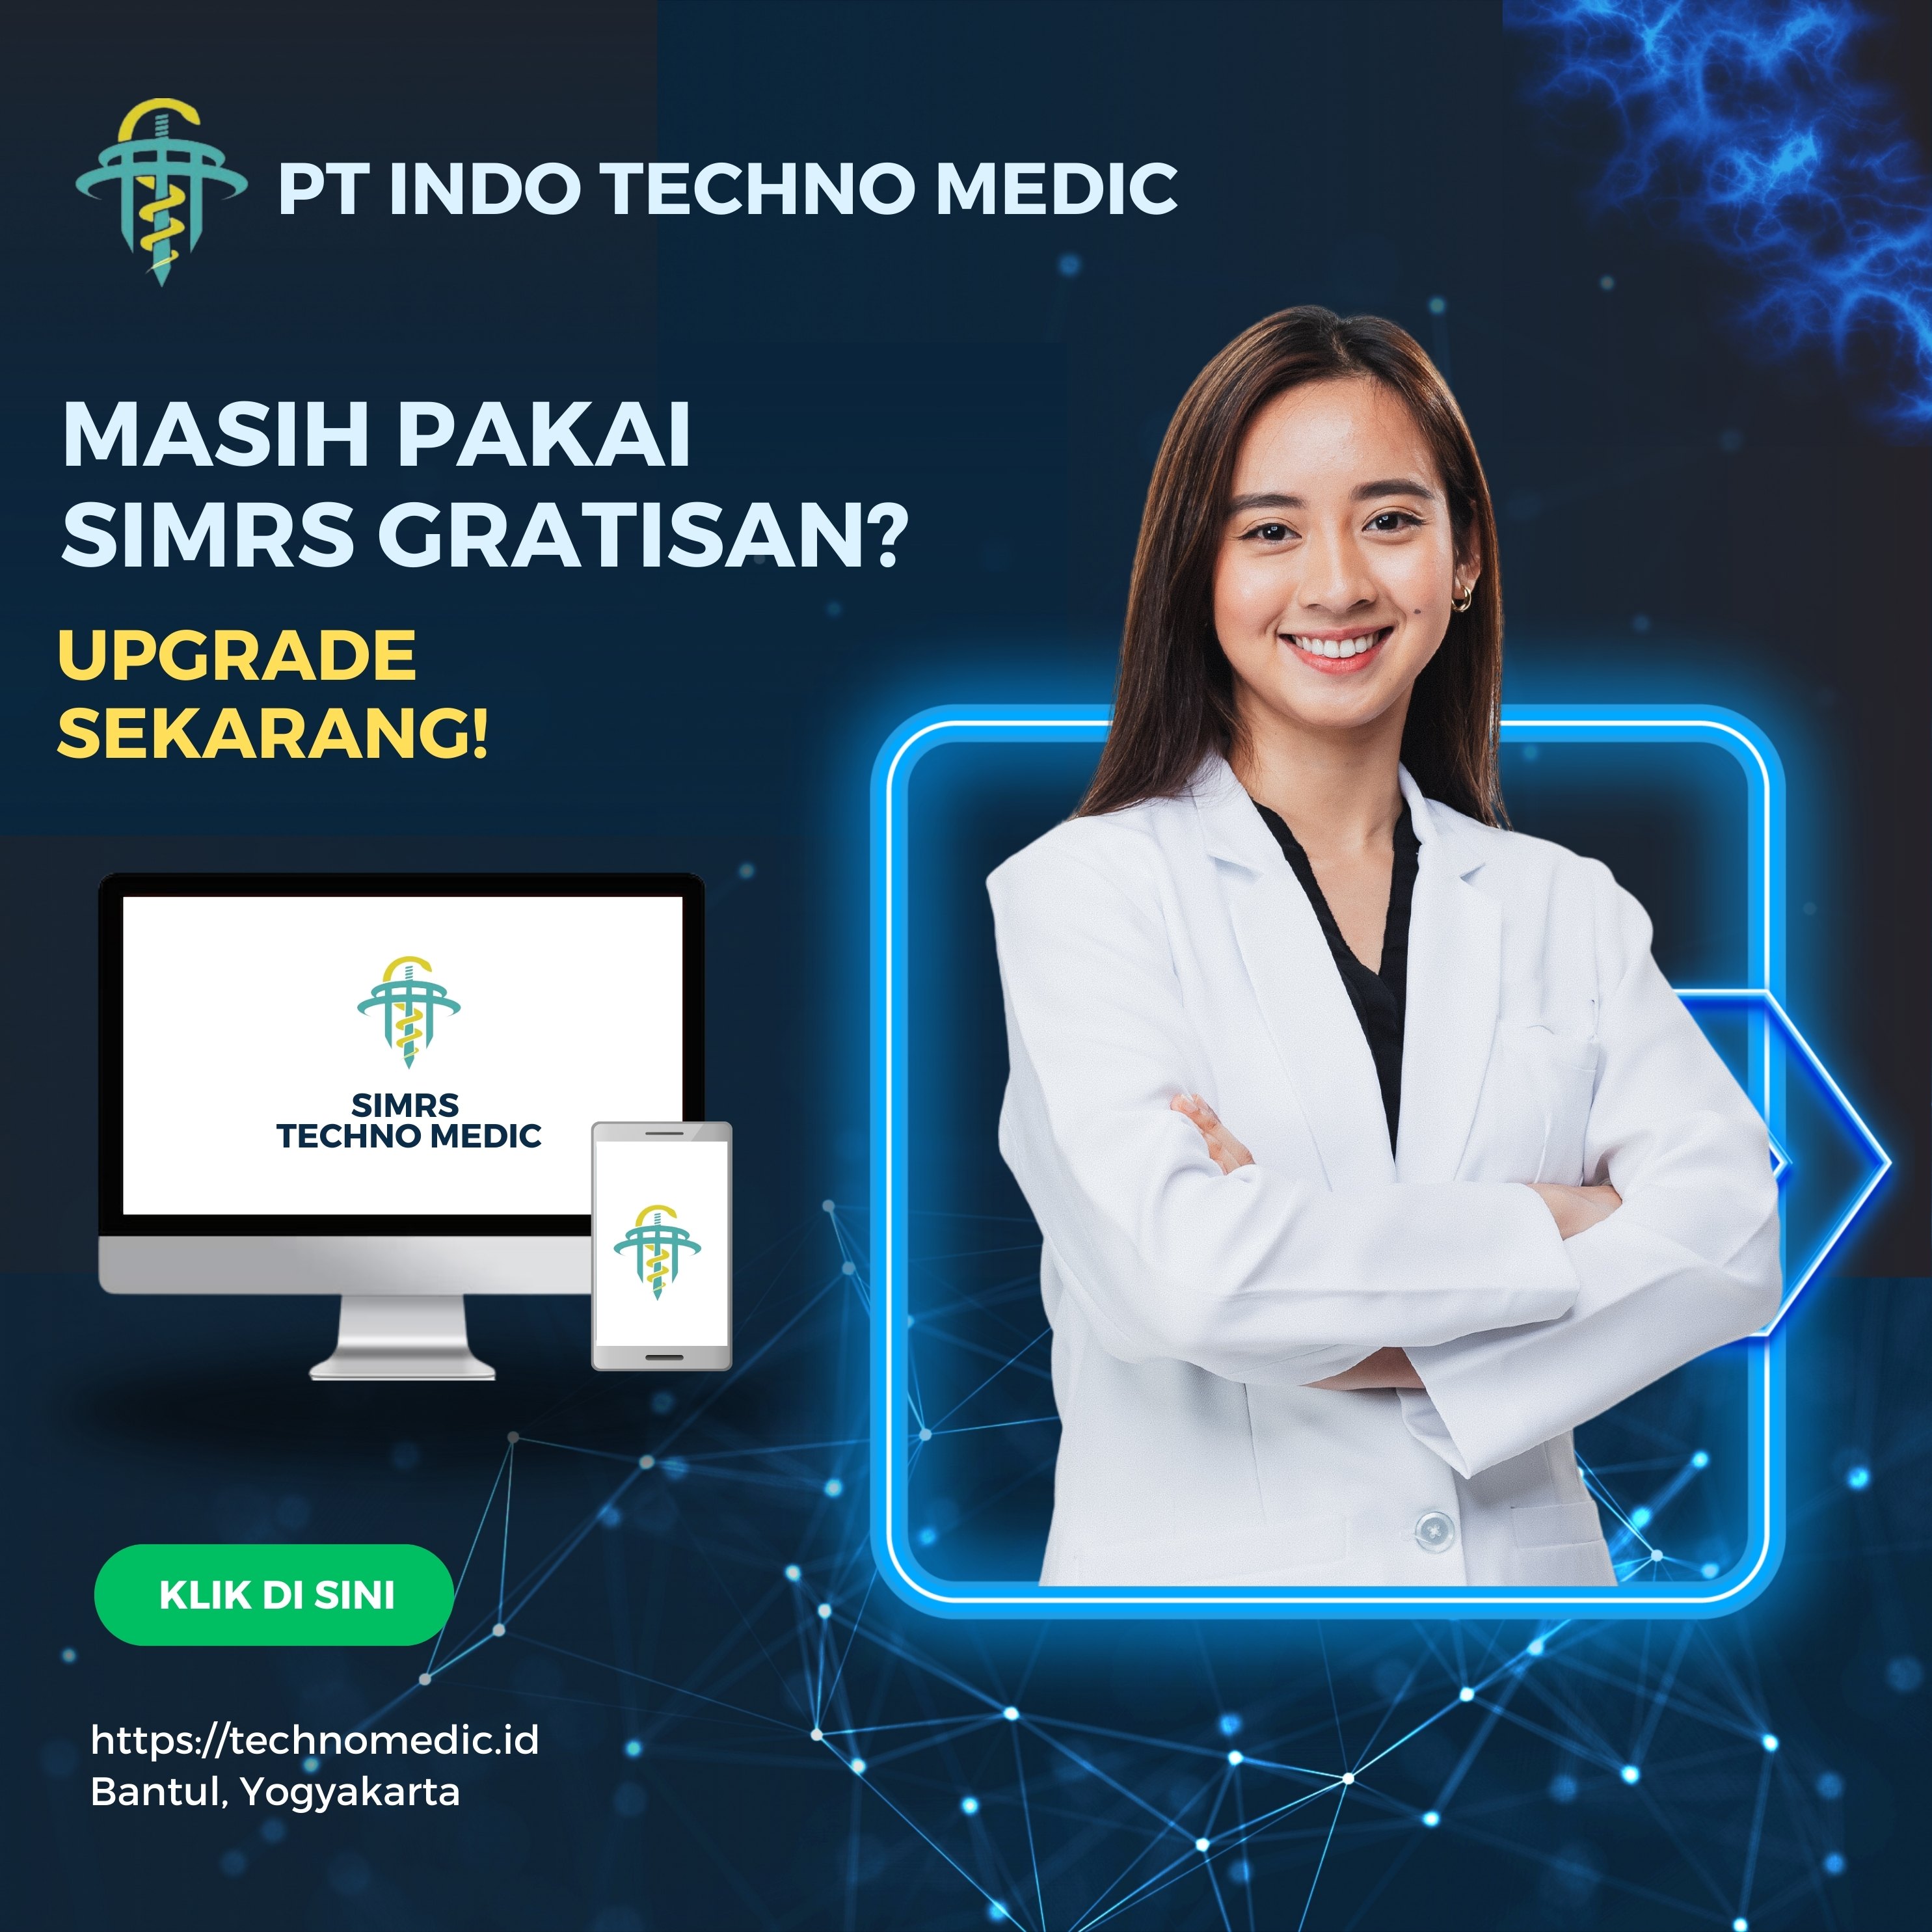 PT INDO TECHNO MEDIC
MASIH PAKAI
SIMRS GRATISAN?
UPGRADE
SEKARANG!
SIMRS
TECHNO MEDIC
KLIK DI SINI
https://technomedic.id
Bantul, Yogyakarta